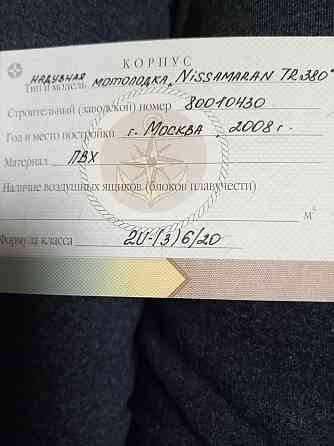 КОРПУС
Тип и модель НАДУВНАЯ МОТОЛОДКА, NiSSAMARAN TR "380"
Строительный (заводской) номер 80010430
Год и место постройки г. МОСКВА, 2008 г.
Материал ПВХ
Наличие воздушных ящиков (блоков плавучести)
м³
Формула класса 2U-(3)6/20